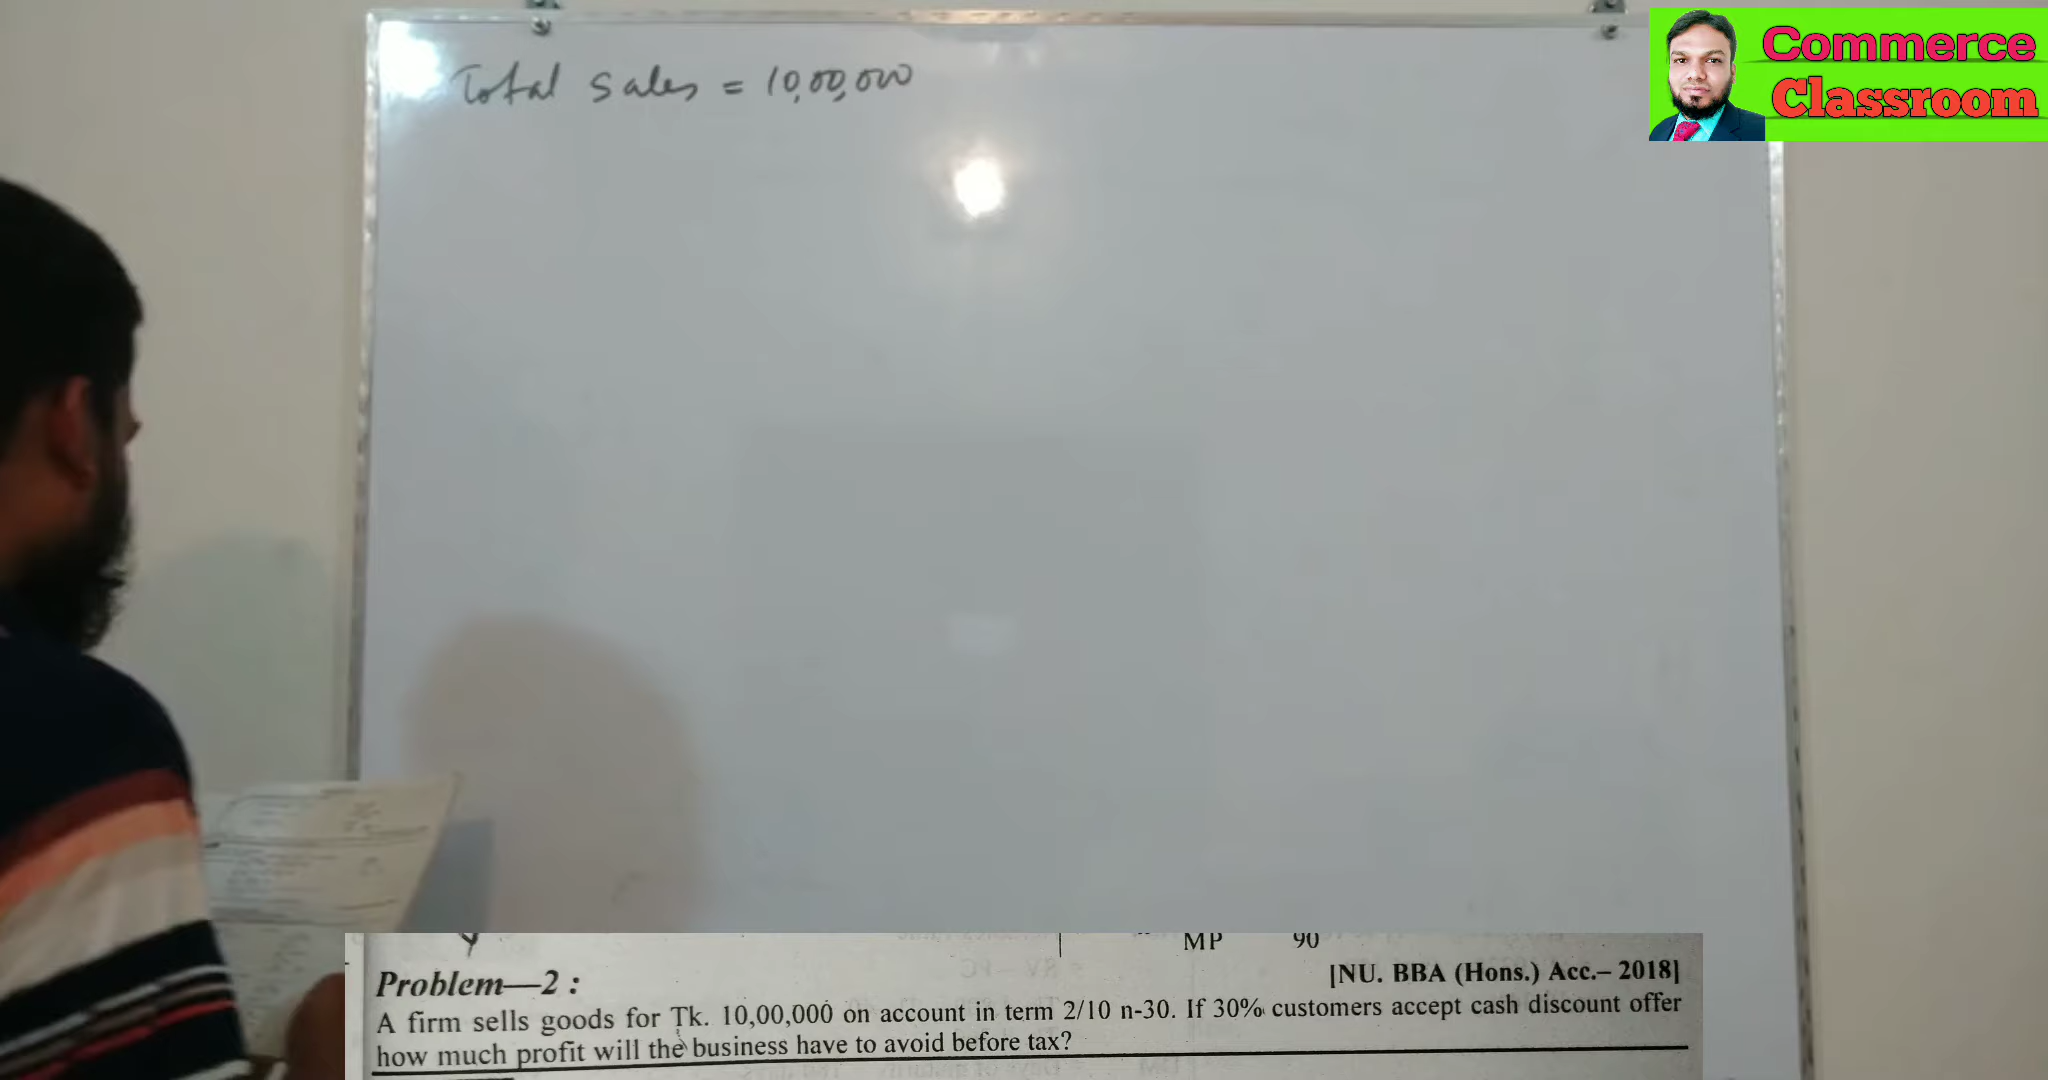 Total Sales = 10,00,000
Commerce
Classroom
MP 90
Problem—2 :
[NU. BBA (Hons.) Acc.– 2018]
A firm sells goods for Tk. 10,00,000 on account in term 2/10 n-30. If 30% customers accept cash discount offer
how much profit will the business have to avoid before tax?